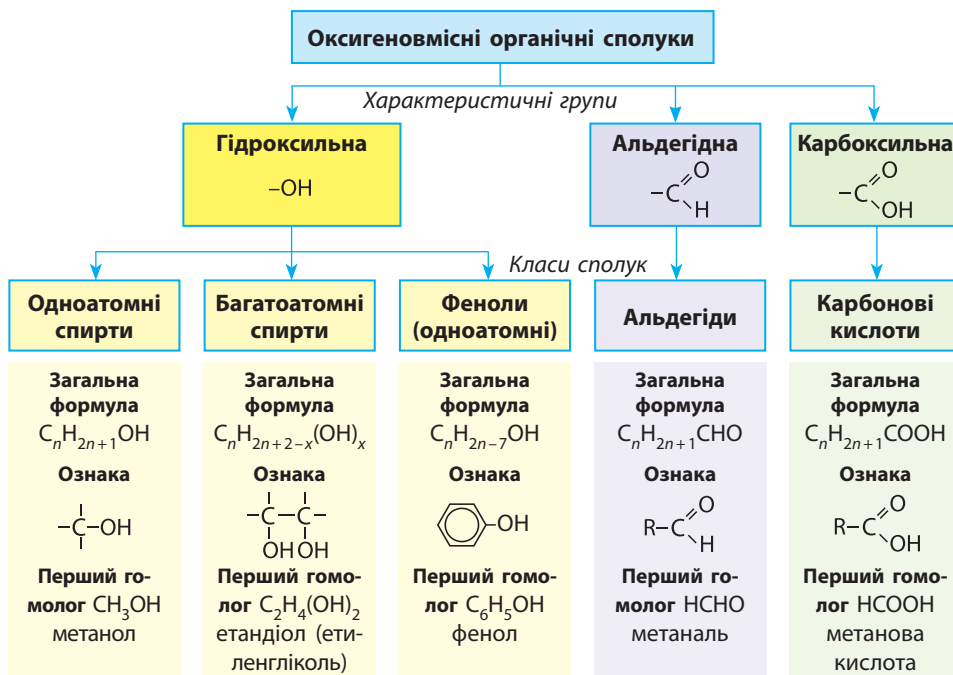 Оксигеновмісні органічні сполуки
Характеристичні групи
Гідроксильна
–OH
Альдегідна
–C
O
H
Карбоксильна
–C
O
OH
Класи сполук
Одноатомні
спирти
Багатоатомні
спирти
Феноли
(одноатомні)
Альдегіди
Карбонові
кислоти
Загальна
формула
CₙH₂ₙ₊₁OH
Ознака
–C–OH
Перший го-
молог CH₃OH
метанол
Загальна
формула
CₙH₂ₙ₊₂₋ₓ(OH)ₓ
Ознака
–C–C–
OH OH
Перший гомо-
лог C₂H₄(OH)₂
етандіол (ети-
ленгліколь)
Загальна
формула
CₙH₂ₙ₋₇OH
Ознака
–OH
Перший гомо-
лог C₆H₅OH
фенол
Загальна
формула
CₙH₂ₙ₊₁CHO
Ознака
R–C
O
H
Перший го-
молог HCHO
метаналь
Загальна
формула
CₙH₂ₙ₊₁COOH
Ознака
R–C
O
OH
Перший гомо-
лог HCOOH
метанова
кислота